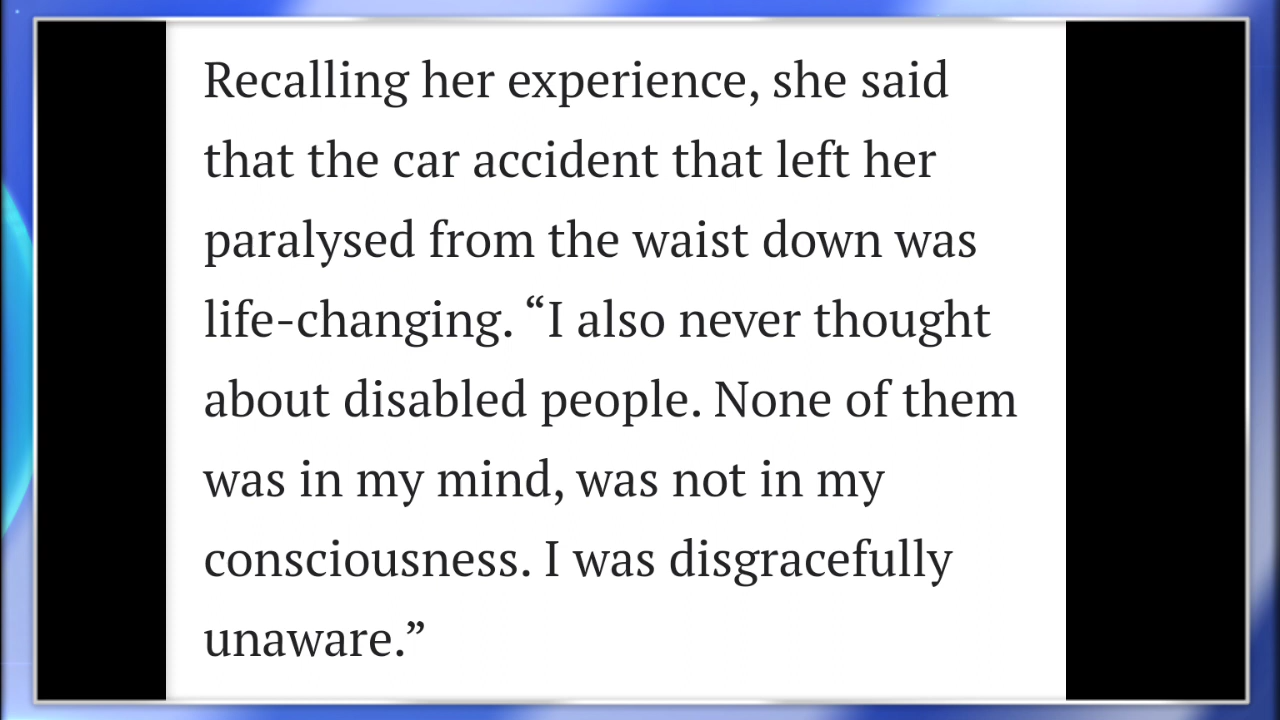 Recalling her experience, she said
that the car accident that left her
paralysed from the waist down was
life-changing. “I also never thought
about disabled people. None of them
was in my mind, was not in my
consciousness. I was disgracefully
unaware.”